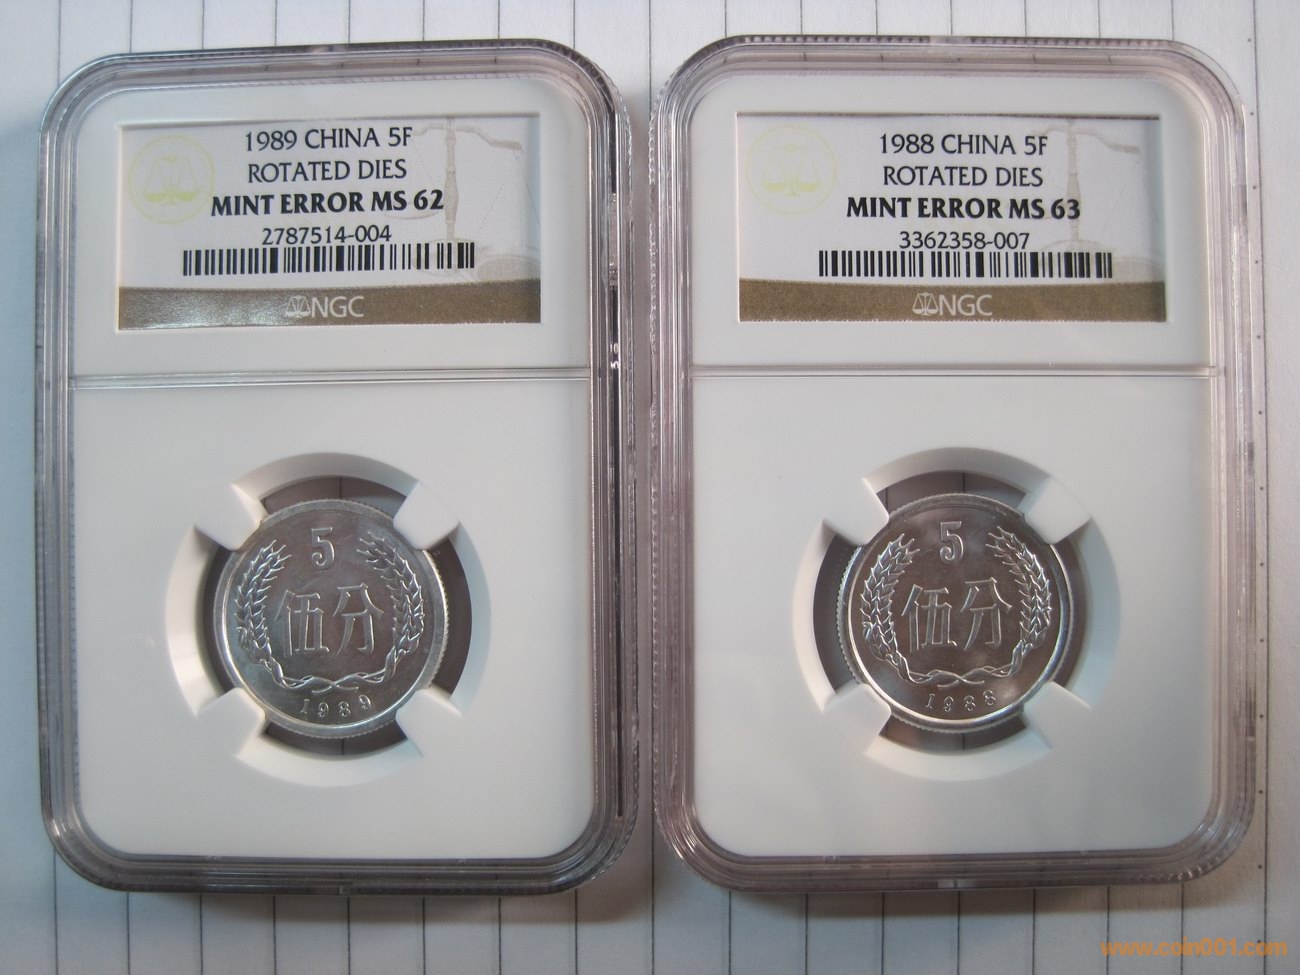 1989 CHINA 5F
ROTATED DIES
MINT ERROR MS 62
2787514-004
NGC
5
伍分
1989
1988 CHINA 5F
ROTATED DIES
MINT ERROR MS 63
3362358-007
NGC
5
伍分
1988
www.coin001.com